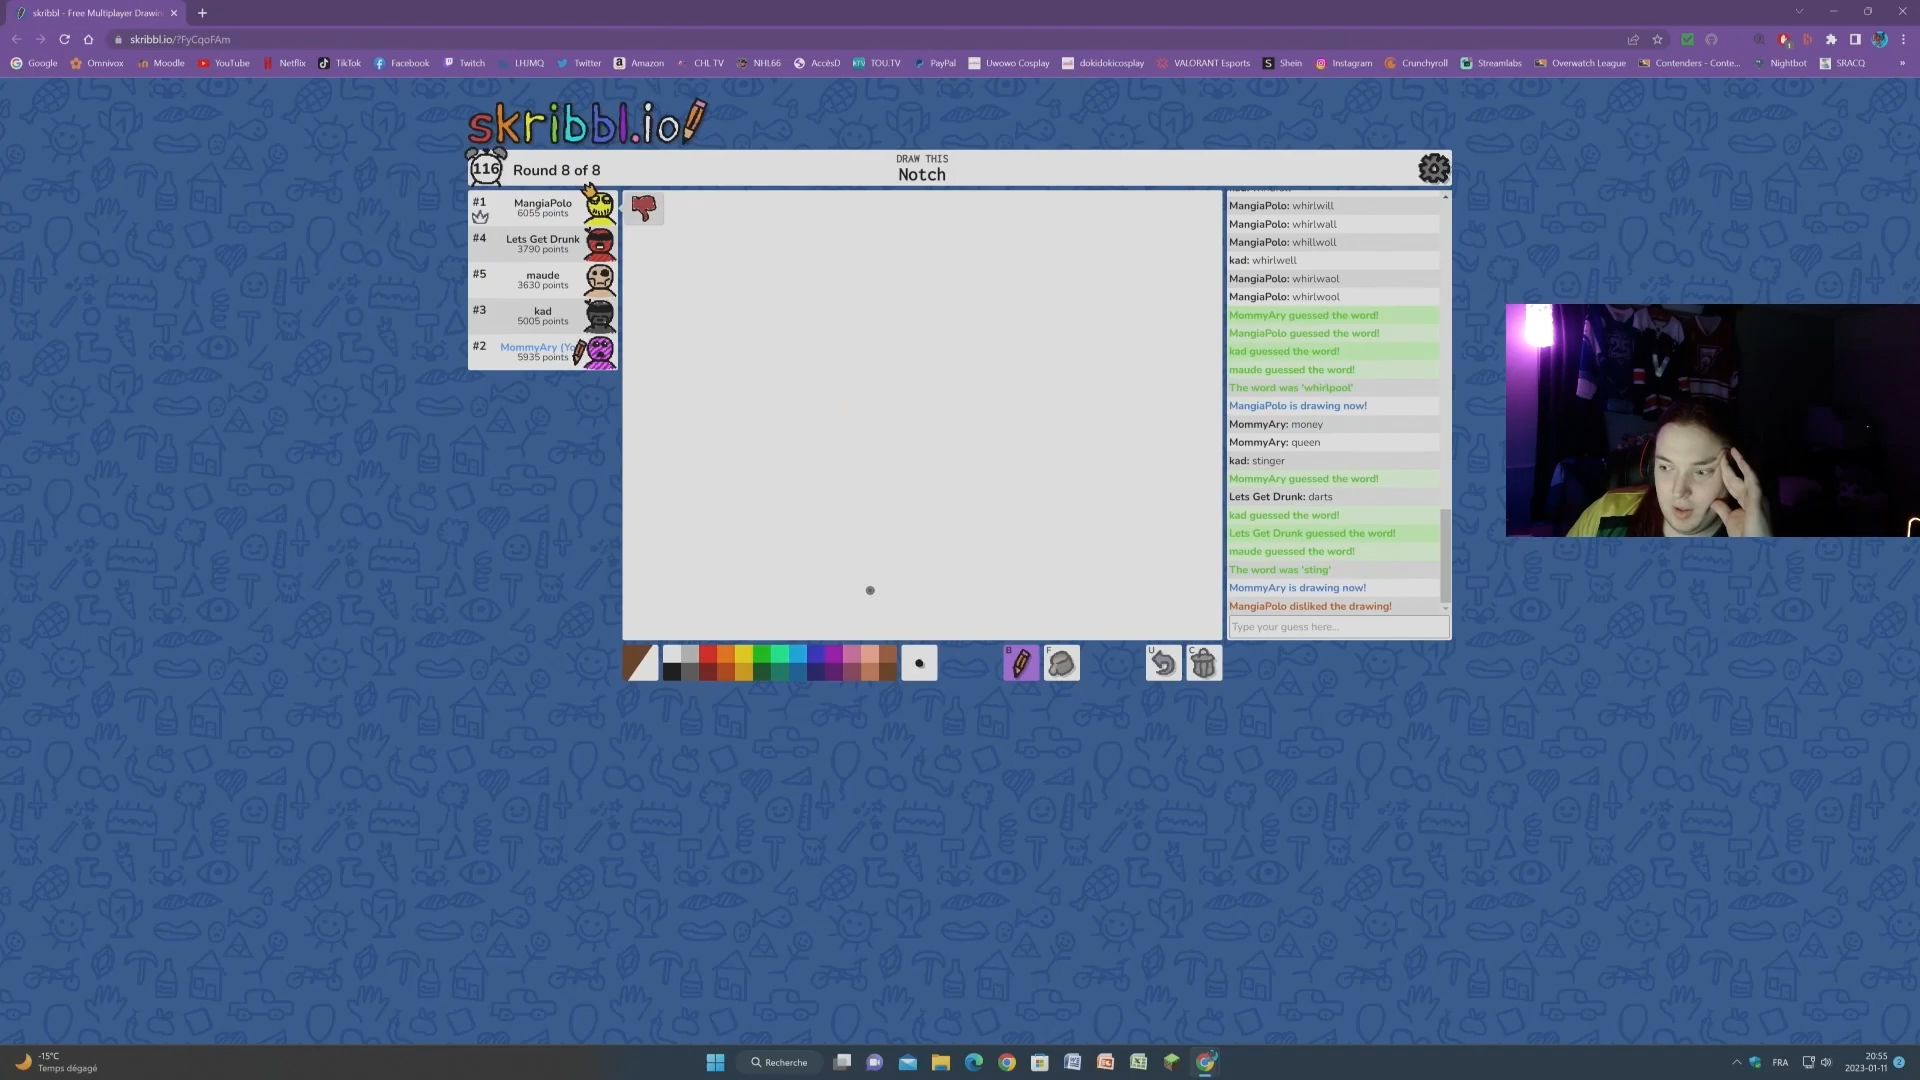 skribbl - Free Multiplayer Drawin
skribbl.io/?FyCqoFAm
Google Omnivox Moodle YouTube Netflix TikTok Facebook Twitch LHJMQ Twitter Amazon CHL TV NHL66 AccèsD TOU.TV PayPal Uwowo Cosplay dokidokicosplay VALORANT Esports Shein Instagram Crunchyroll Streamlabs Overwatch League Contenders - Conte... Nightbot SRACQ »
skribbl.io
116 Round 8 of 8
DRAW THIS
Notch
#1 MangiaPolo
6055 points
#4 Lets Get Drunk
3790 points
#5 maude
3630 points
#3 kad
5005 points
#2 MommyAry (Yo
5935 points
MangiaPolo: whirlwill
MangiaPolo: whirlwall
MangiaPolo: whillwoll
kad: whirlwell
MangiaPolo: whirlwaol
MangiaPolo: whirlwool
MommyAry guessed the word!
MangiaPolo guessed the word!
kad guessed the word!
maude guessed the word!
The word was 'whirlpool'
MangiaPolo is drawing now!
MommyAry: money
MommyAry: queen
kad: stinger
MommyAry guessed the word!
Lets Get Drunk: darts
kad guessed the word!
Lets Get Drunk guessed the word!
maude guessed the word!
The word was 'sting'
MommyAry is drawing now!
MangiaPolo disliked the drawing!
Type your guess here...
B F U C
-15°C
Temps dégagé
Recherche
FRA
20:55
2023-01-11
2